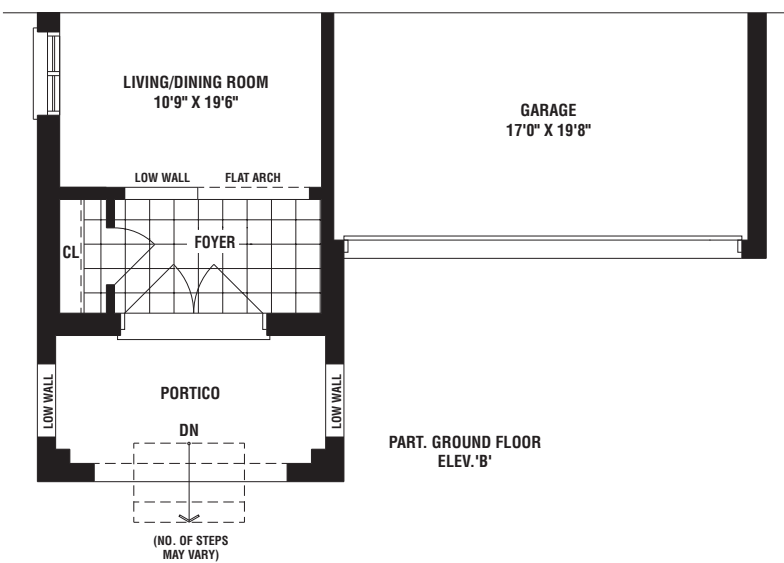 LIVING/DINING ROOM
10'9" X 19'6"
GARAGE
17'0" X 19'8"
LOW WALL
FLAT ARCH
CL
FOYER
LOW WALL
PORTICO
LOW WALL
DN
PART. GROUND FLOOR
ELEV.'B'
(NO. OF STEPS
MAY VARY)